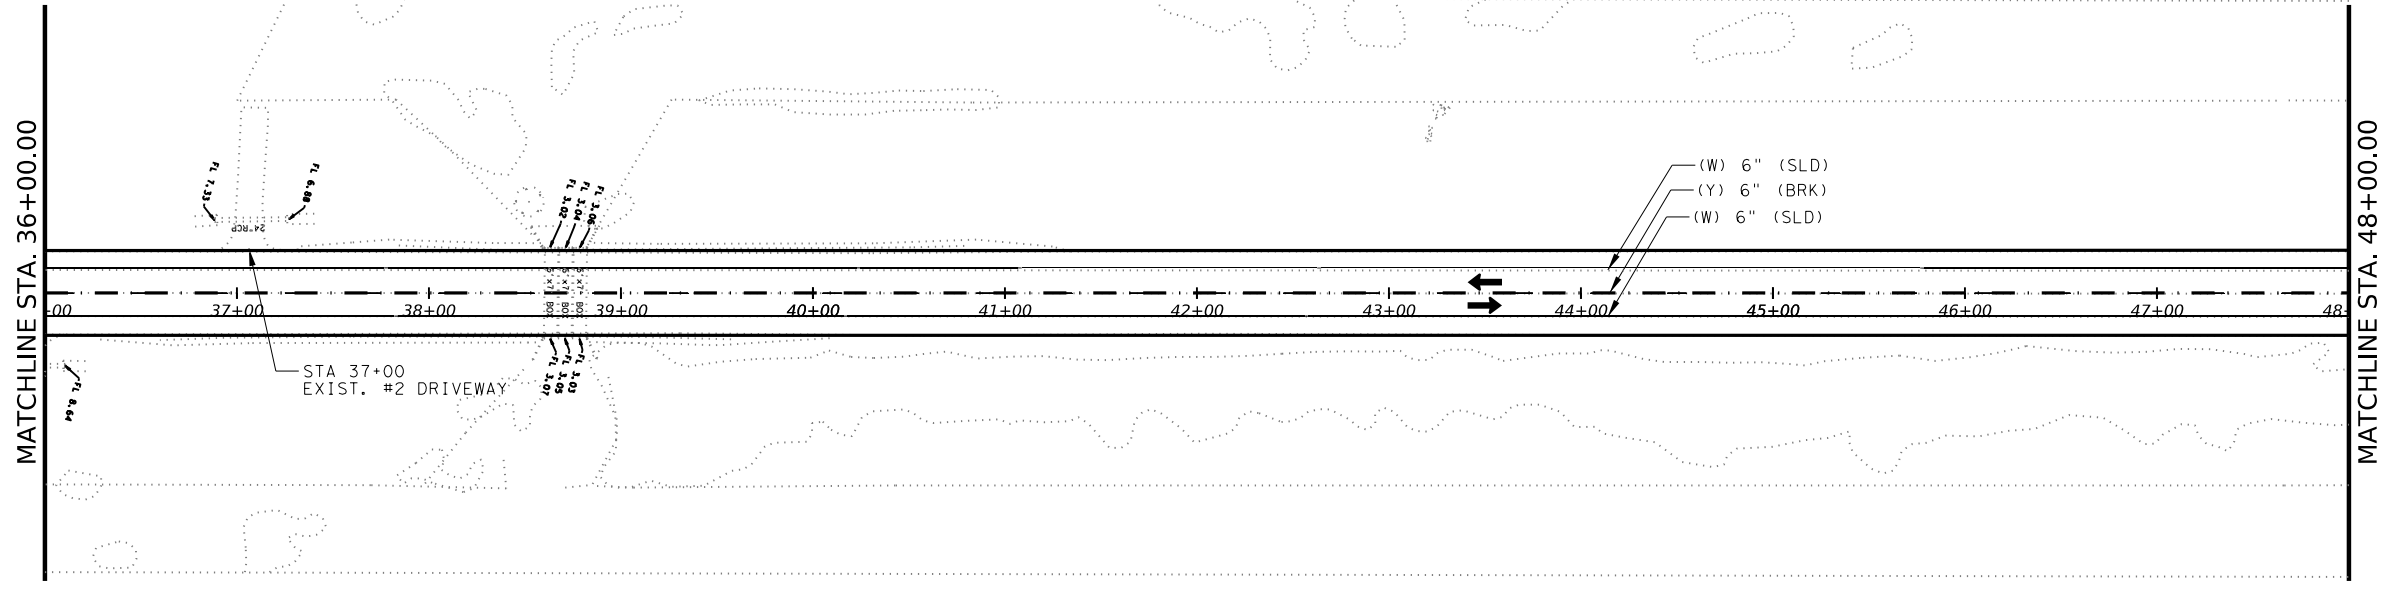 MATCHLINE STA. 36+00.00
FL 7.33
FL 6.88
24"RCP
FL 3.02
FL 3.04
FL 3.06
(W) 6" (SLD)
(Y) 6" (BRK)
(W) 6" (SLD)
37+00
38+00
39+00
40+00
41+00
42+00
43+00
44+00
45+00
46+00
47+00
STA 37+00
EXIST. #2 DRIVEWAY
FL 8.64
FL 3.07
FL 3.05
FL 3.03
MATCHLINE STA. 48+00.00